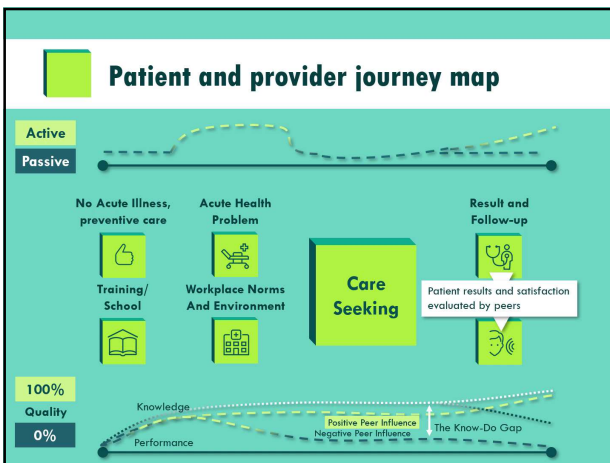 Patient and provider journey map
Active
Passive
No Acute Illness,
preventive care
Acute Health
Problem
Result and
Follow-up
Training/
School
Workplace Norms
And Environment
Care
Seeking
Patient results and satisfaction
evaluated by peers
100%
Quality
0%
Knowledge
Performance
Positive Peer Influence
Negative Peer Influence
The Know-Do Gap